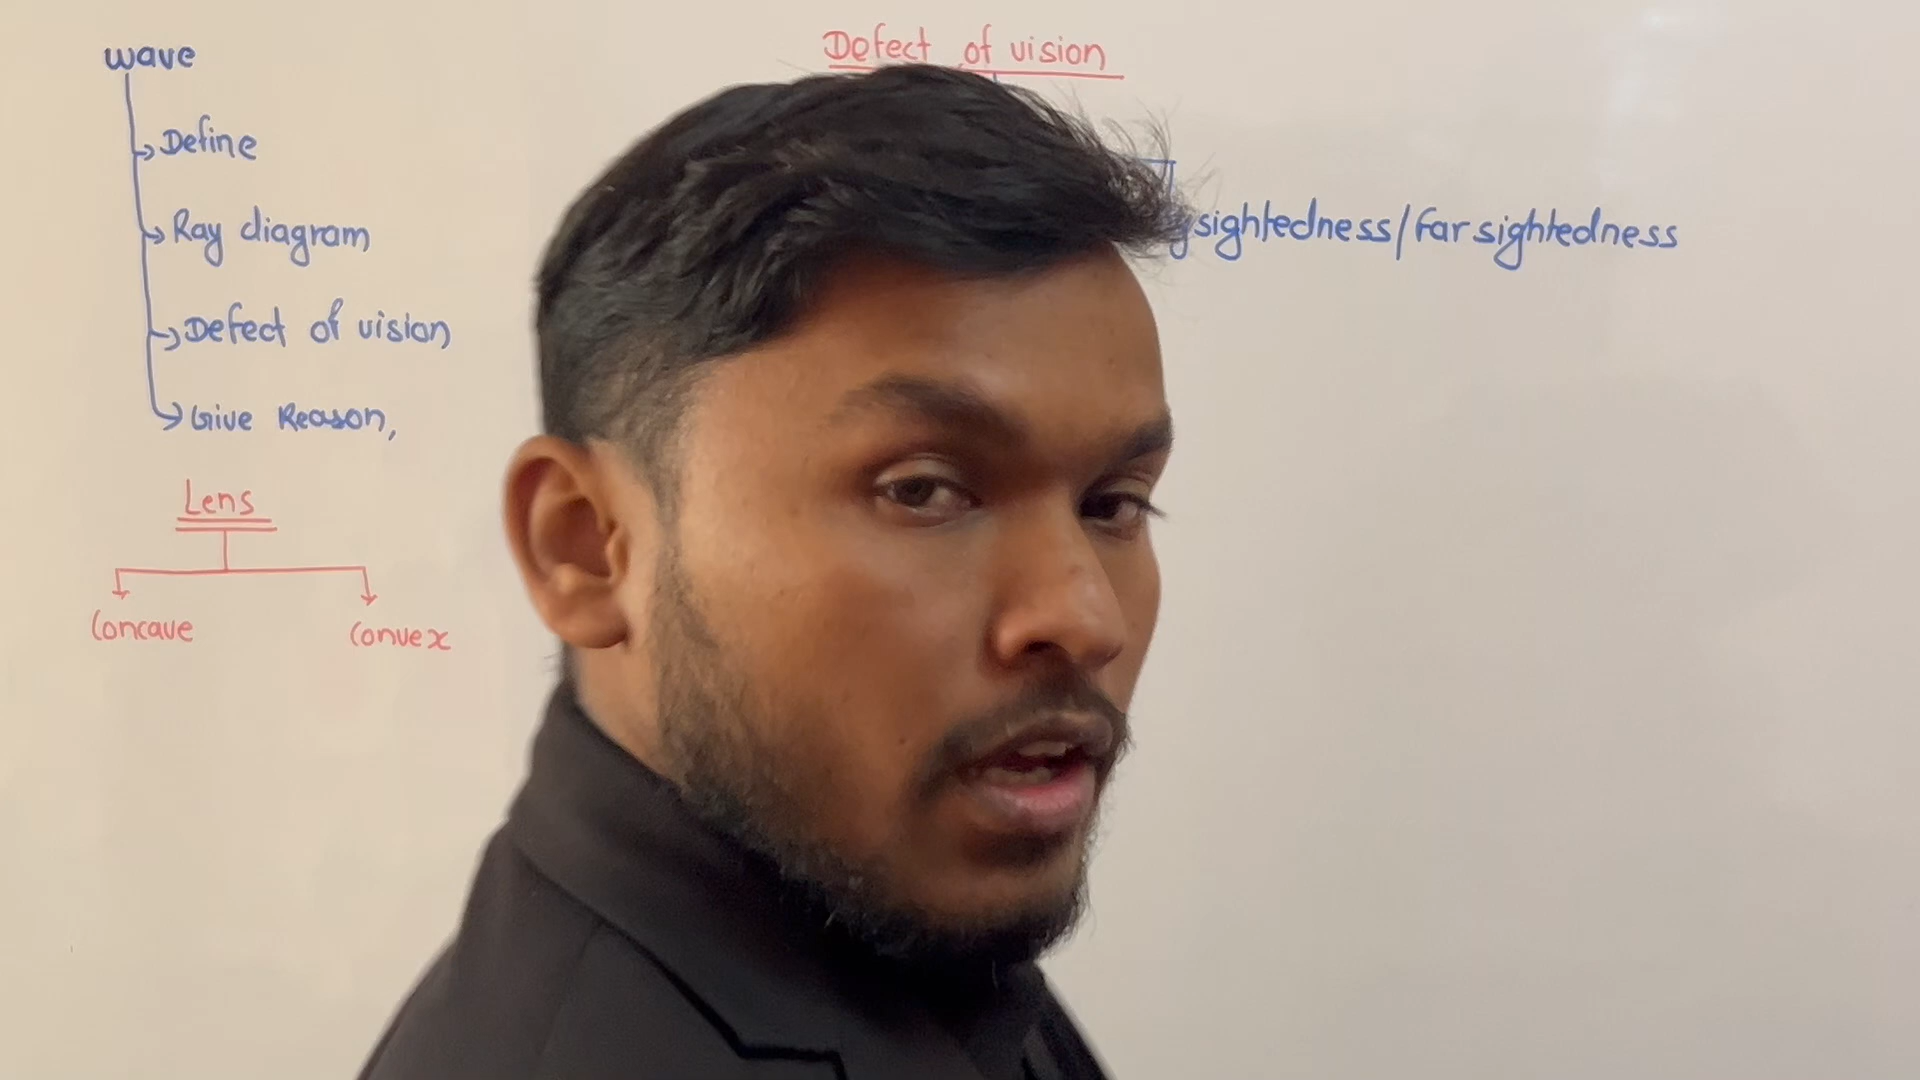 wave
Define
Ray diagram
Defect of vision
Give Reason,
Lens
Concave
Convex
Defect of vision
sightedness/Farsightedness